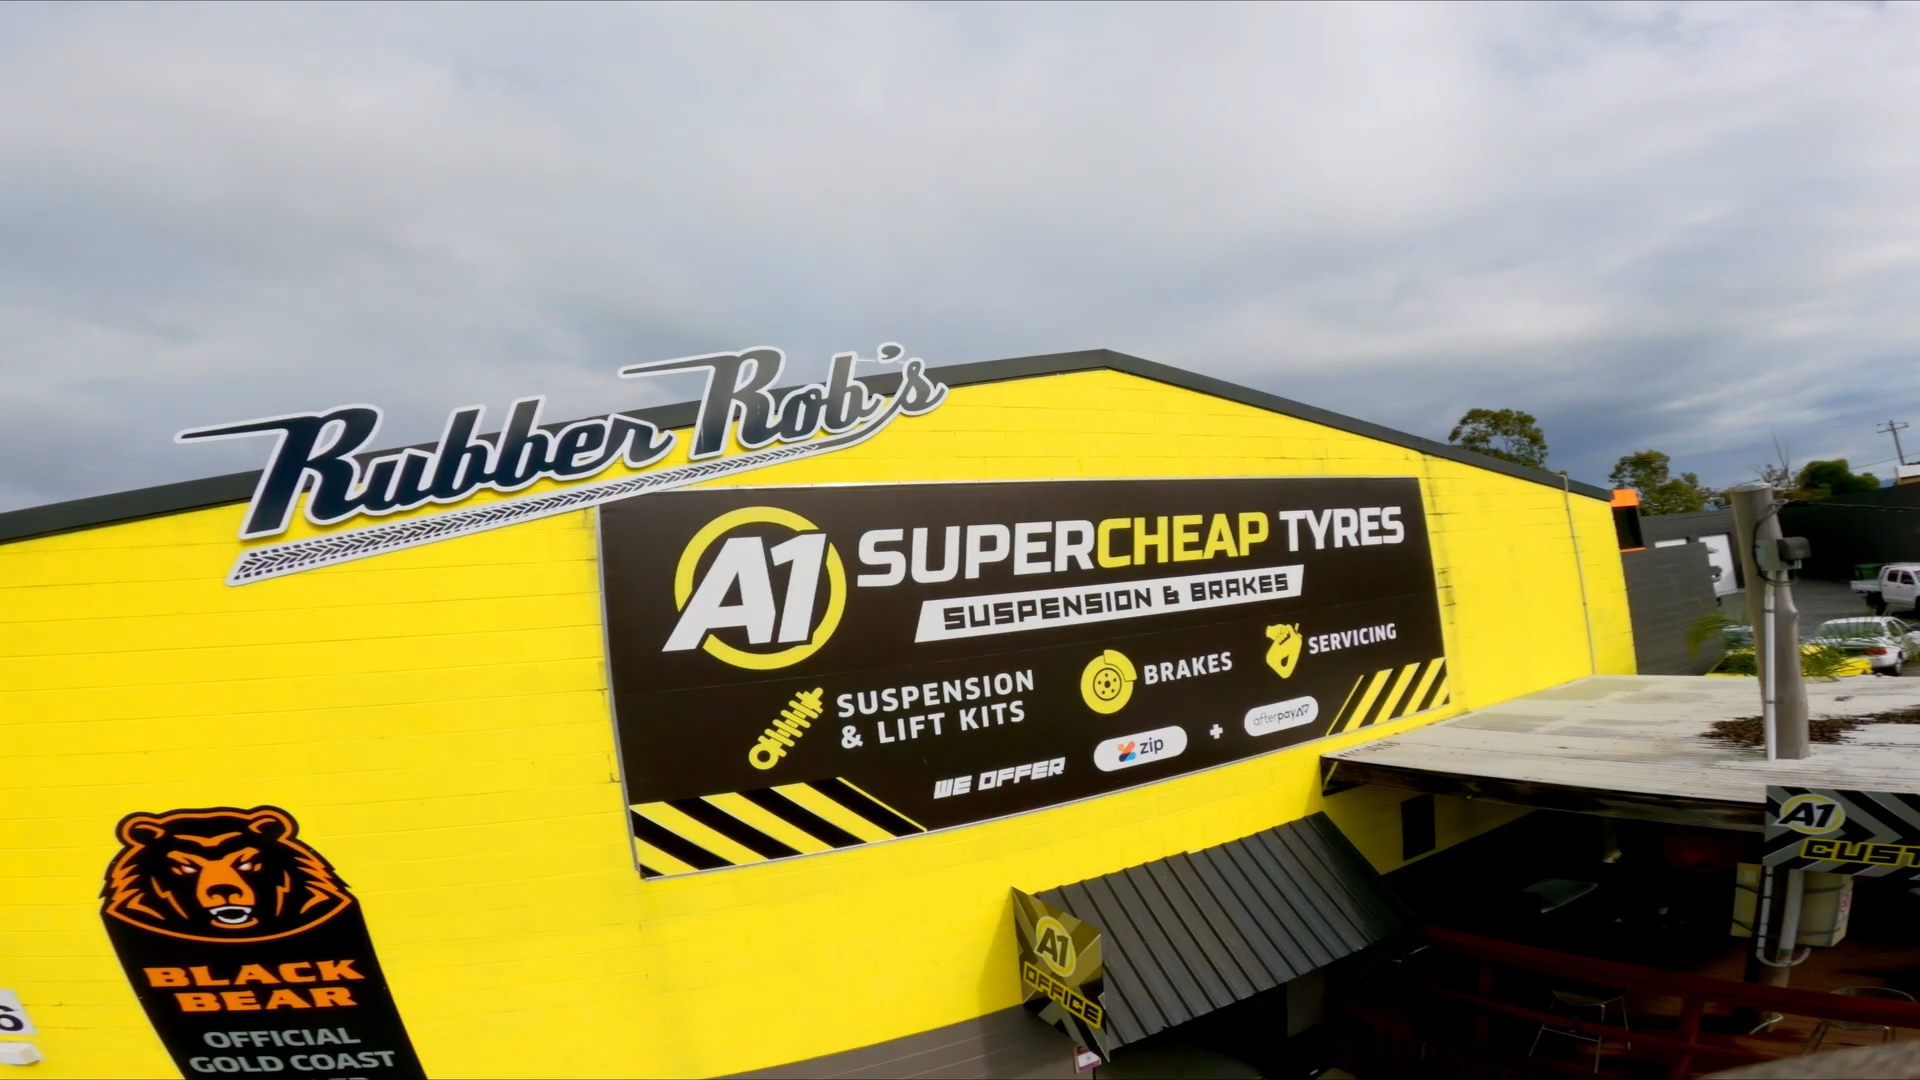 Rubber Rob's
A1 SUPERCHEAP TYRES
SUSPENSION & BRAKES
SUSPENSION
& LIFT KITS
BRAKES
SERVICING
WE OFFER
zip
+
afterpay
BLACK
BEAR
OFFICIAL
GOLD COAST
A1
OFFICE
A1